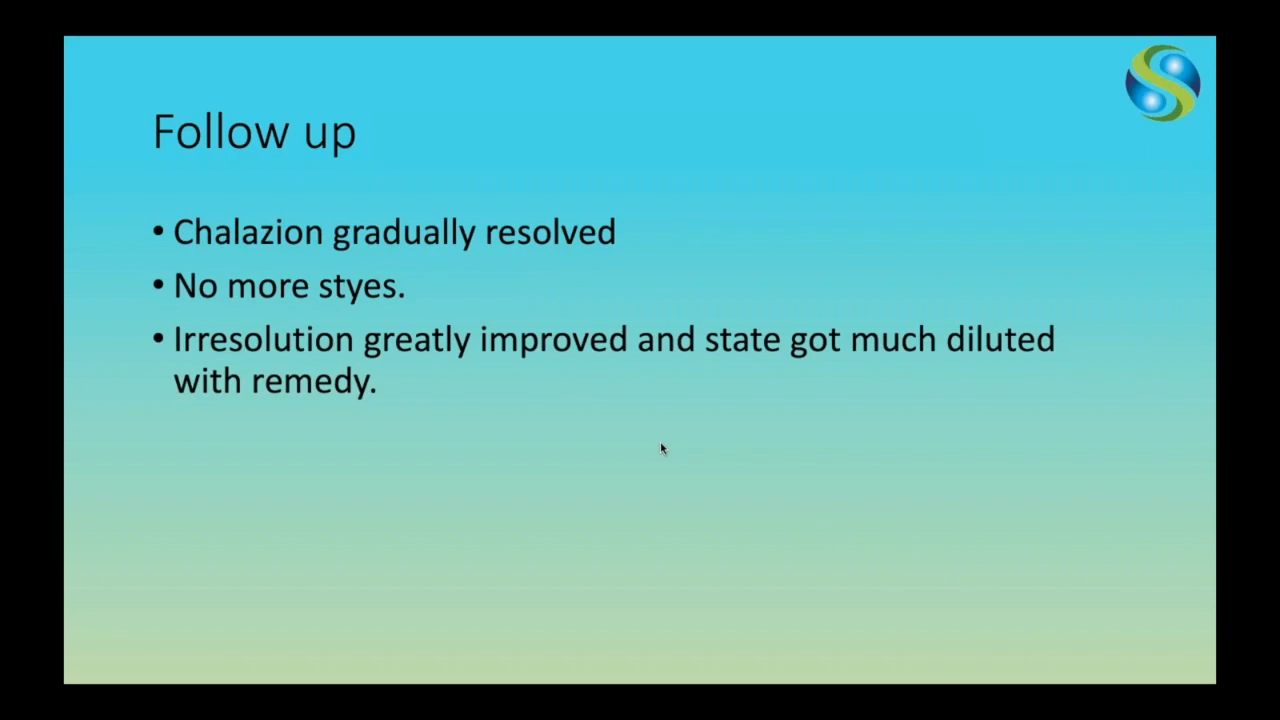 Follow up
• Chalazion gradually resolved
• No more styes.
• Irresolution greatly improved and state got much diluted
with remedy.